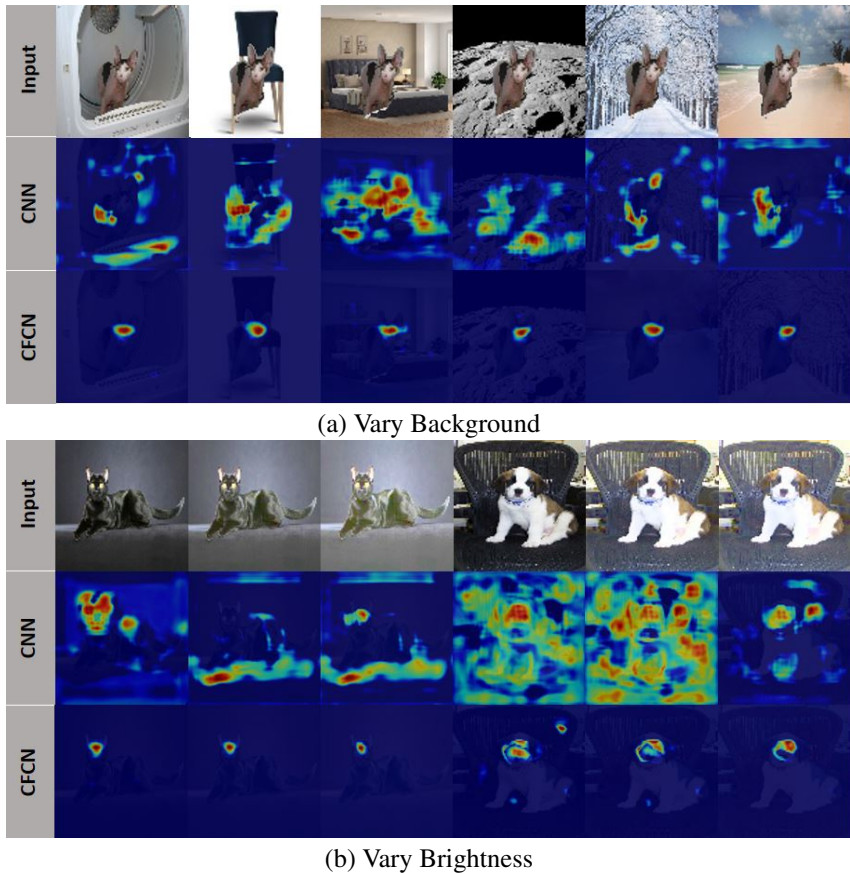 Input
CNN
CFCN
(a) Vary Background
Input
CNN
CFCN
(b) Vary Brightness